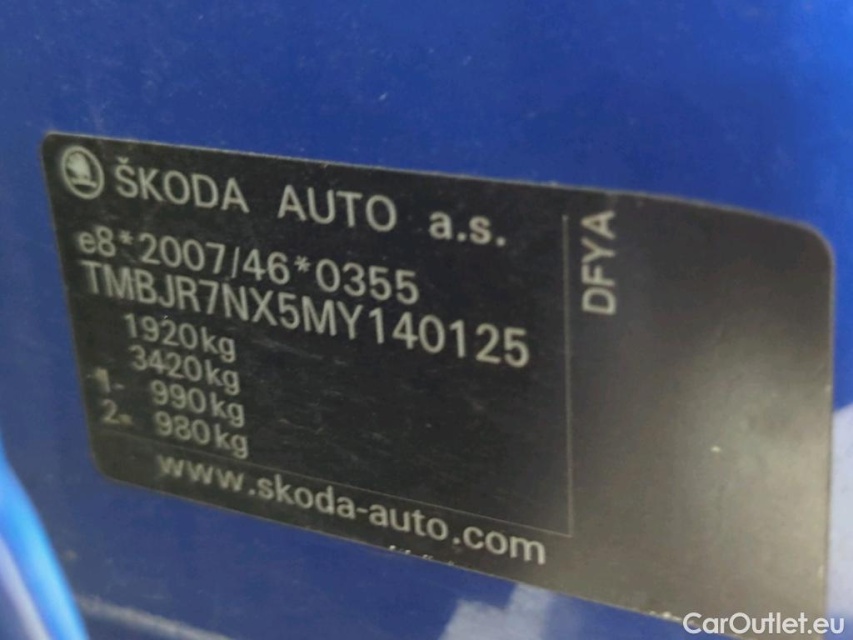 ŠKODA AUTO a.s.
e8*2007/46*0355
TMBJR7NX5MY140125
1920kg
3420kg
1- 990kg
2- 980kg
www.skoda-auto.com
DFYA
CarOutlet.eu